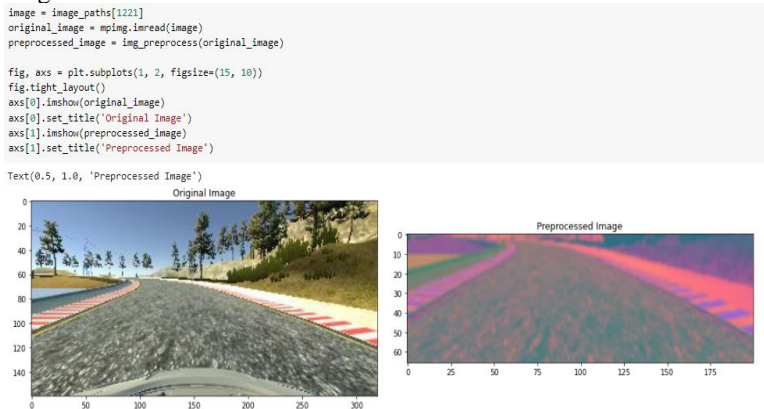 image = image_paths[1221]
original_image = mpimg.imread(image)
preprocessed_image = img_preprocess(original_image)
fig, axs = plt.subplots(1, 2, figsize=(15, 10))
fig.tight_layout()
axs[0].imshow(original_image)
axs[0].set_title('Original Image')
axs[1].imshow(preprocessed_image)
axs[1].set_title('Preprocessed Image')
Text(0.5, 1.0, 'Preprocessed Image')
Original Image
0
20
40
60
80
100
120
140
0 50 100 150 200 250 300
Preprocessed Image
0
10
20
30
40
50
60
0 25 50 75 100 125 150 175